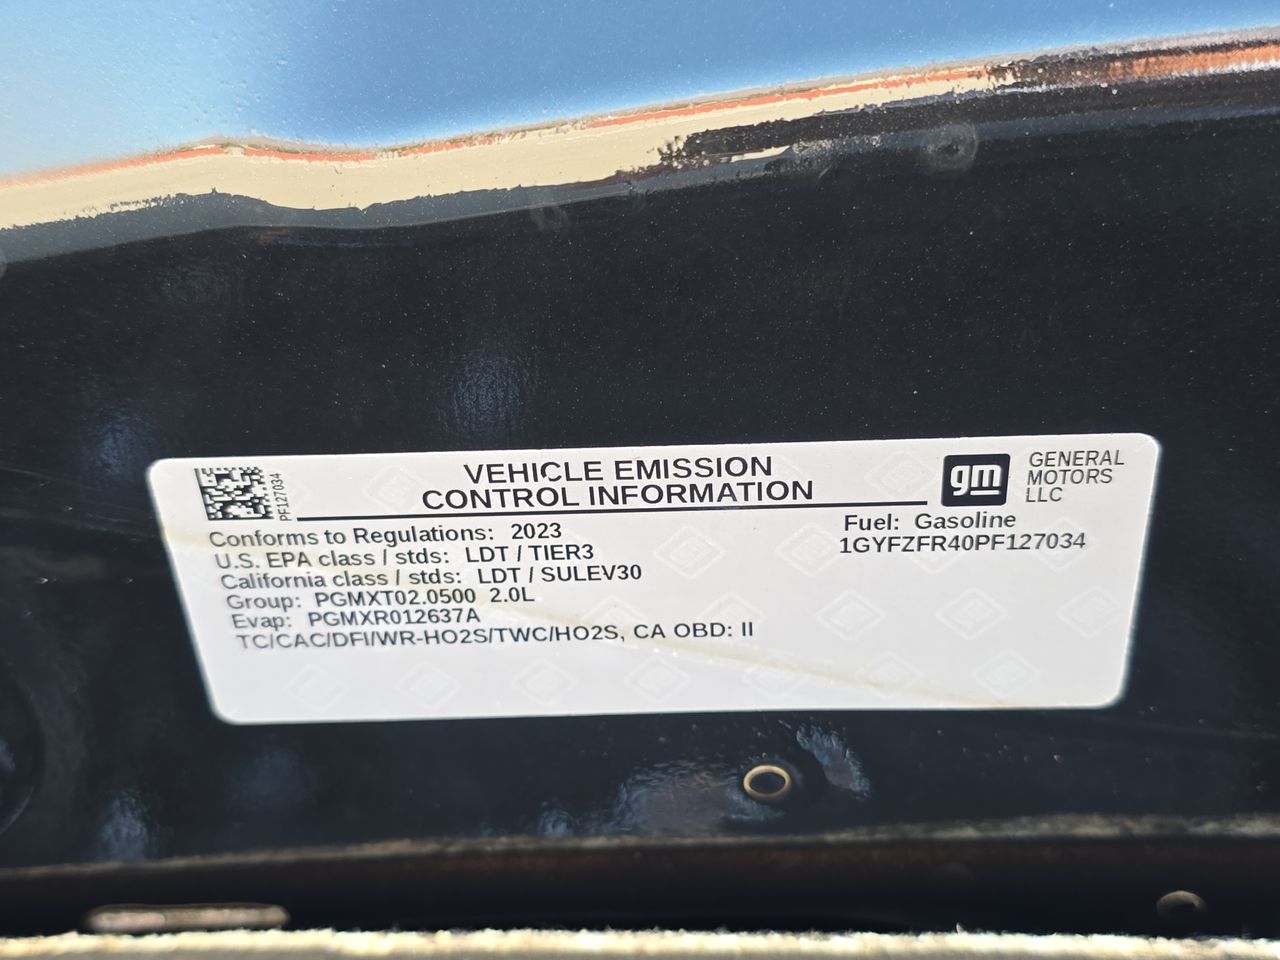 VEHICLE EMISSION
CONTROL INFORMATION
PF127034
gm
GENERAL
MOTORS
LLC
Conforms to Regulations: 2023
U.S. EPA class / stds: LDT / TIER3
California class / stds: LDT / SULEV30
Group: PGMXT02.0500 2.0L
Evap: PGMXR012637A
TC/CAC/DFI/WR-HO2S/TWC/HO2S, CA OBD: II
Fuel: Gasoline
1GYFZFR40PF127034